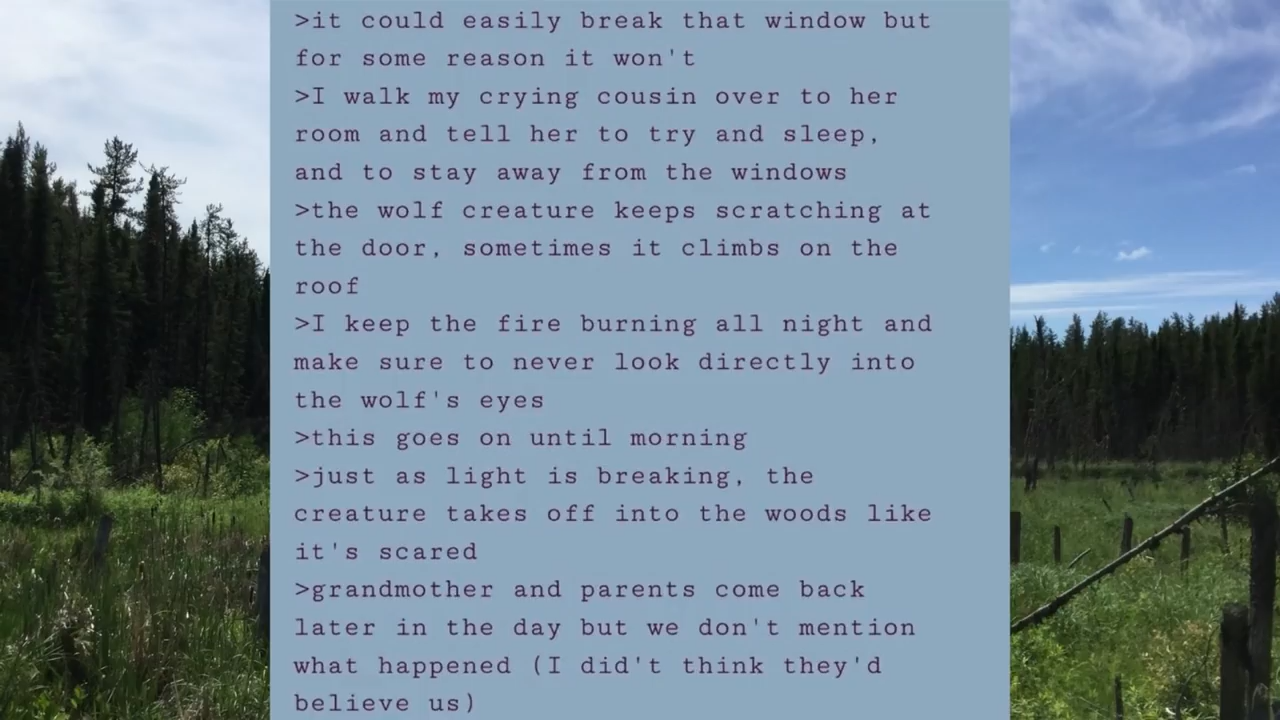 >it could easily break that window but
for some reason it won't
>I walk my crying cousin over to her
room and tell her to try and sleep,
and to stay away from the windows
>the wolf creature keeps scratching at
the door, sometimes it climbs on the
roof
>I keep the fire burning all night and
make sure to never look directly into
the wolf's eyes
>this goes on until morning
>just as light is breaking, the
creature takes off into the woods like
it's scared
>grandmother and parents come back
later in the day but we don't mention
what happened (I did't think they'd
believe us)